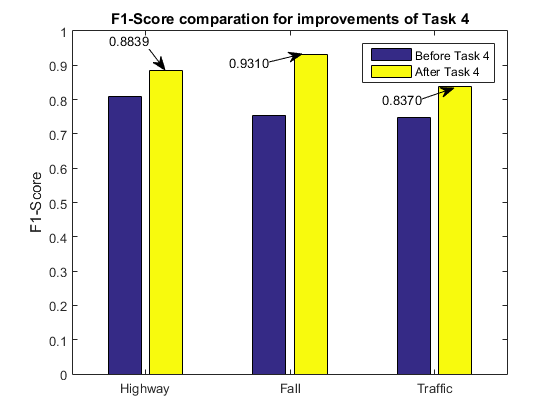 F1-Score comparation for improvements of Task 4
F1-Score
1
0.9
0.8
0.7
0.6
0.5
0.4
0.3
0.2
0.1
0
0.8839
0.9310
0.8370
Before Task 4
After Task 4
Highway
Fall
Traffic